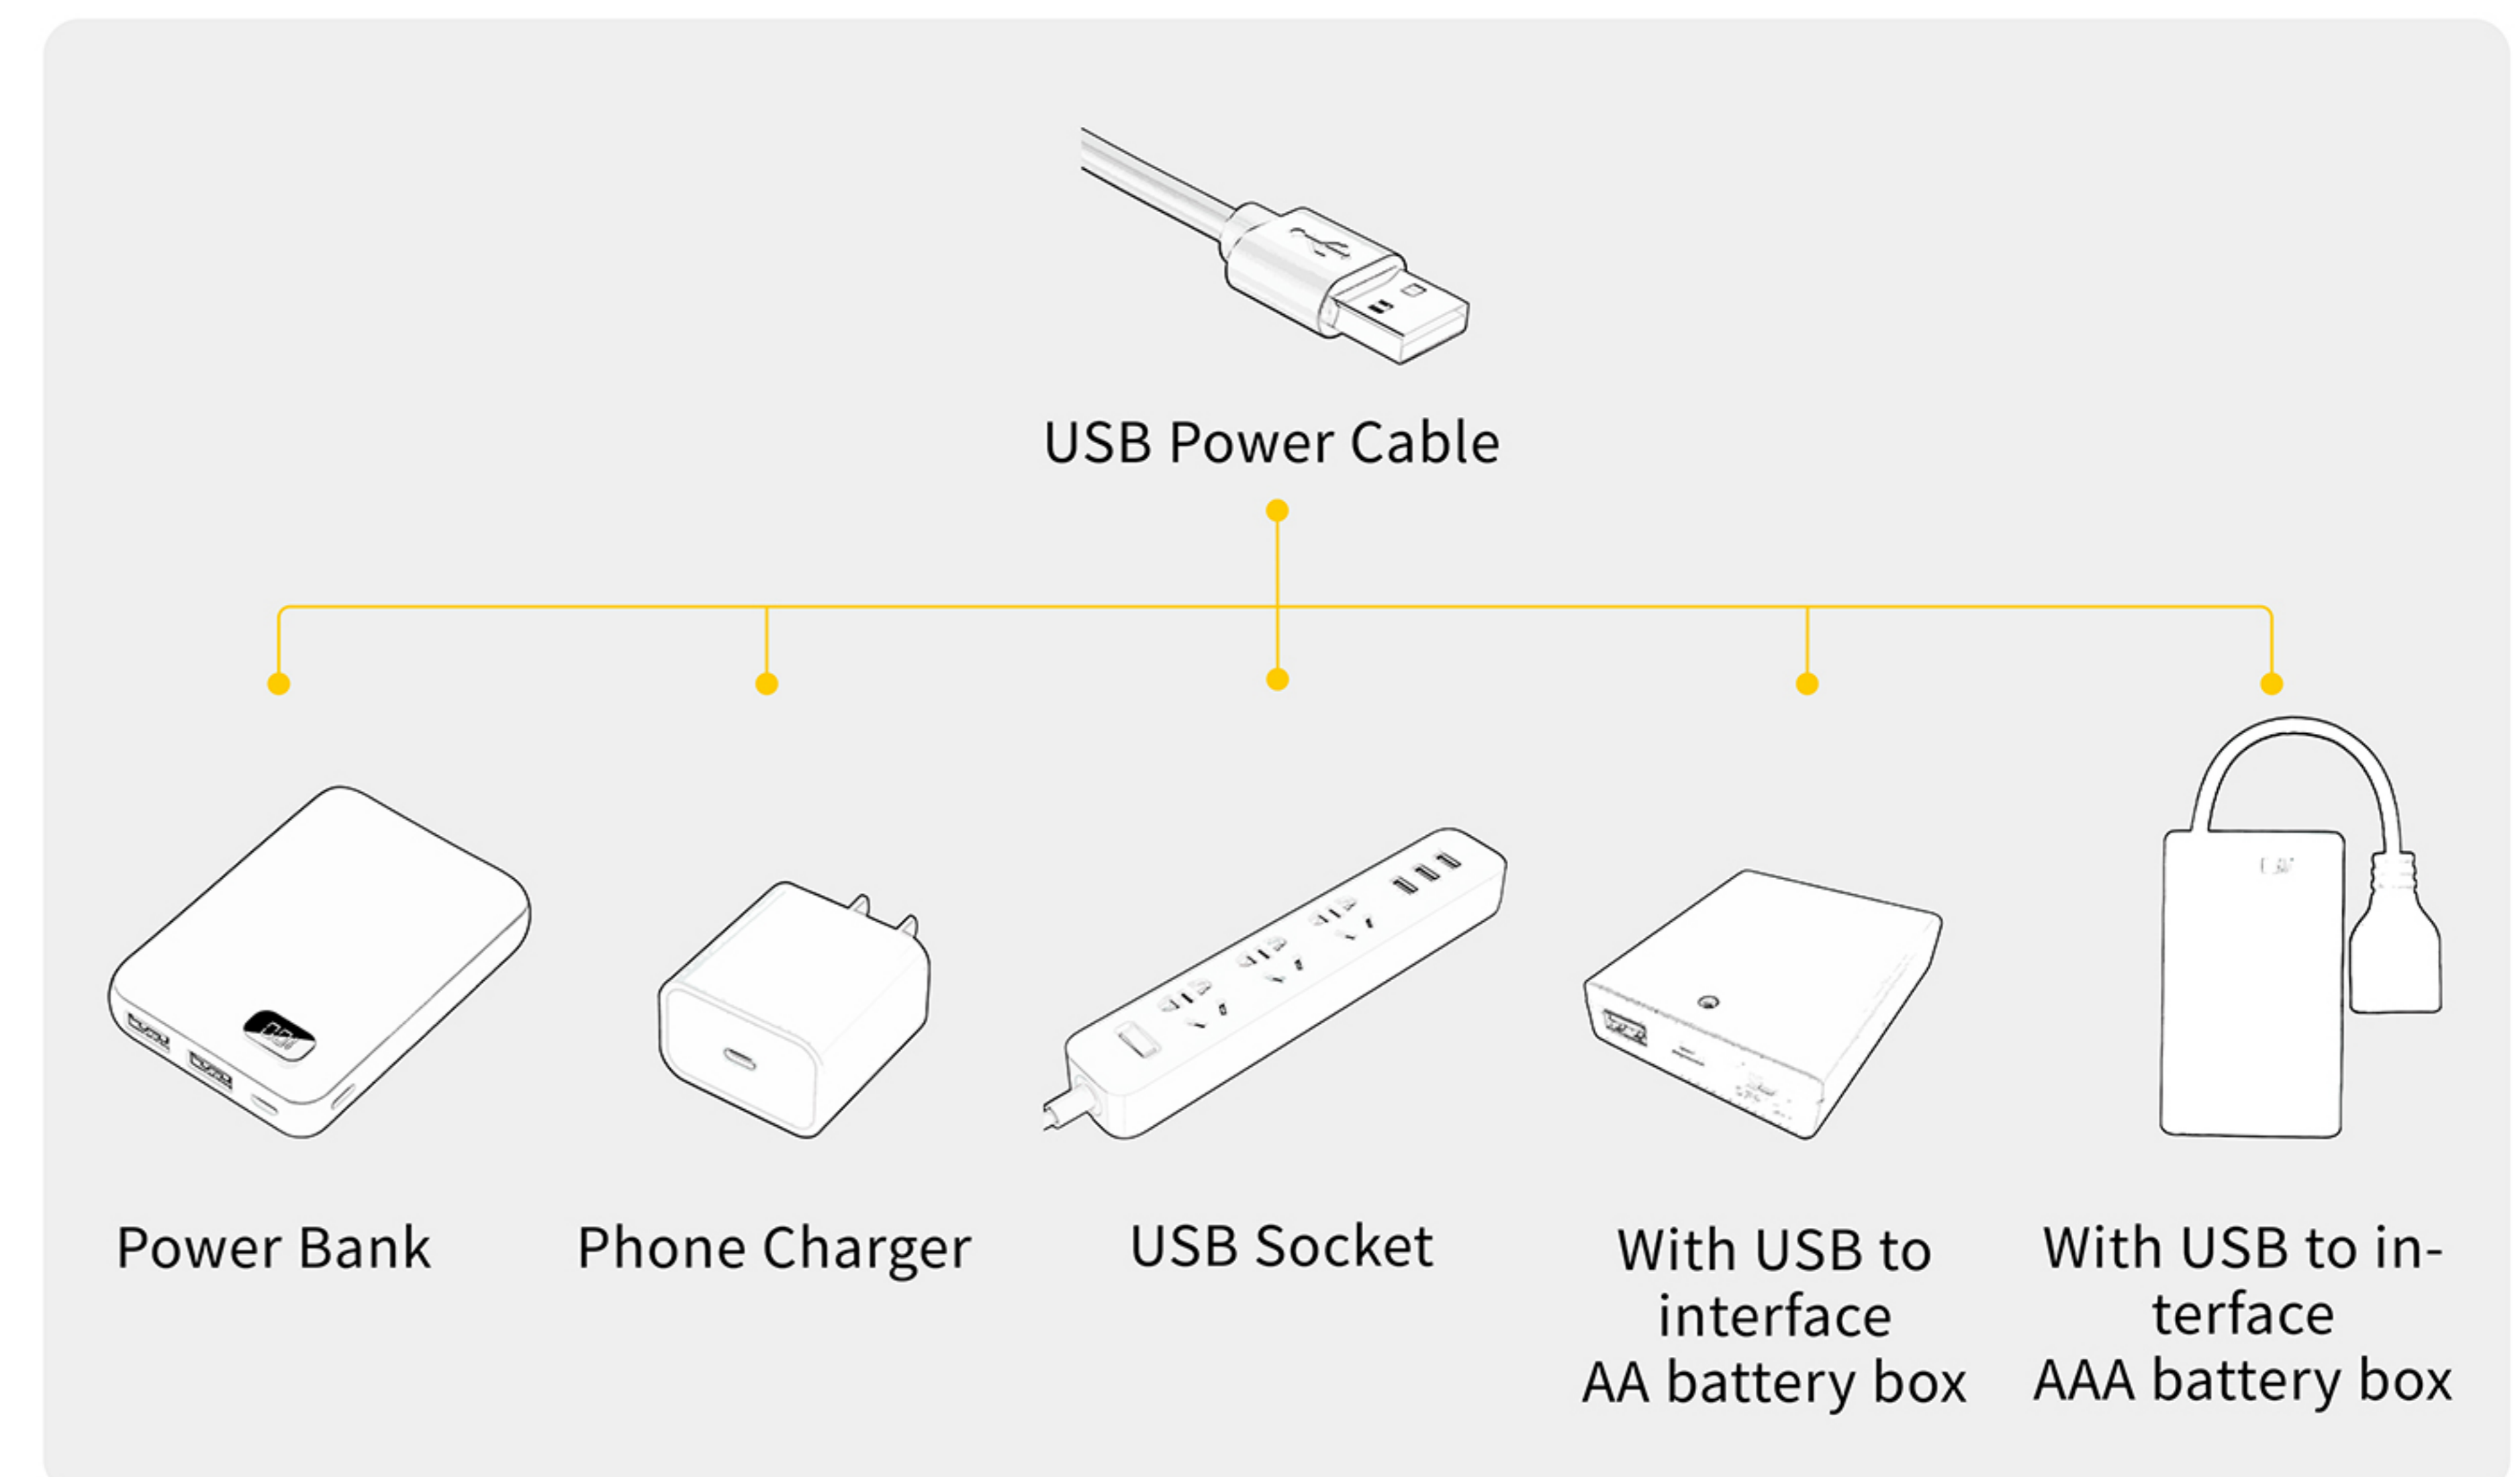 USB Power Cable
Power Bank
Phone Charger
USB Socket
With USB to
interface
AA battery box
With USB to in-
terface
AAA battery box